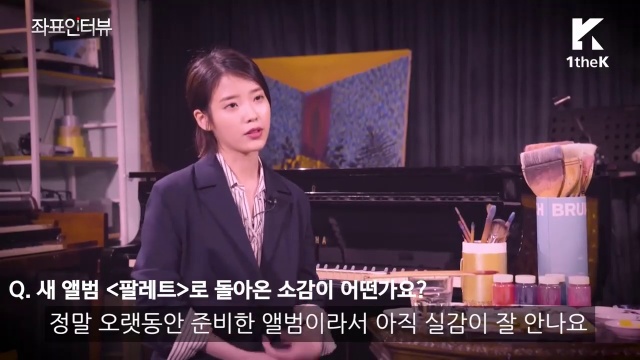 좌표인터뷰
1theK
YAMAHA
BRUSH
Q. 새 앨범 <팔레트>로 돌아온 소감이 어떤가요?
정말 오랫동안 준비한 앨범이라서 아직 실감이 잘 안나요